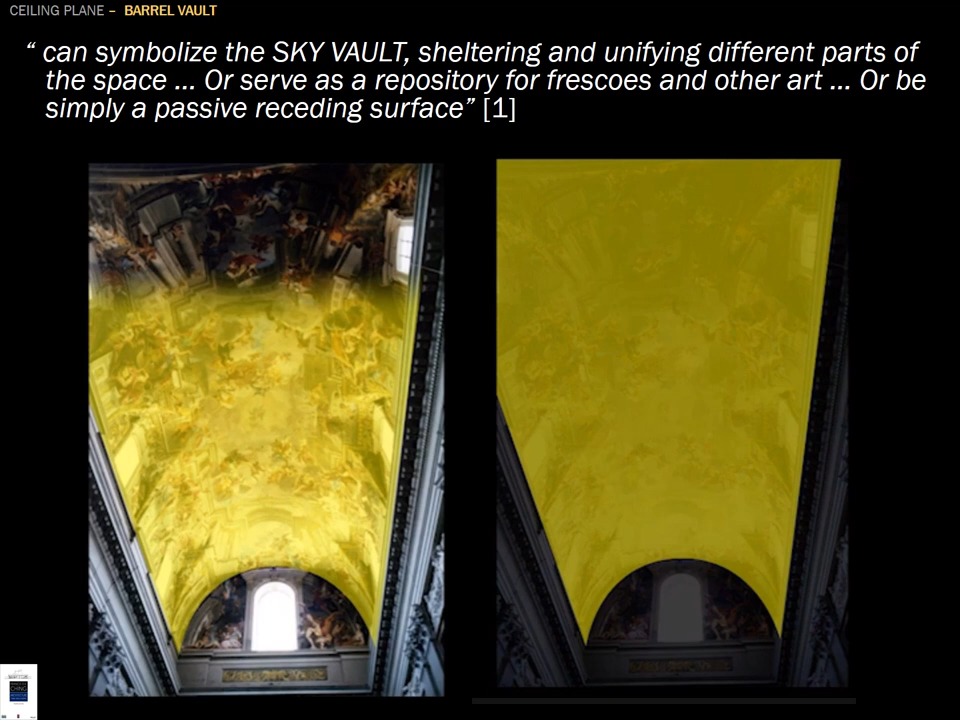 CEILING PLANE – BARREL VAULT
“ can symbolize the SKY VAULT, sheltering and unifying different parts of
the space ... Or serve as a repository for frescoes and other art ... Or be
simply a passive receding surface” [1]
CHING